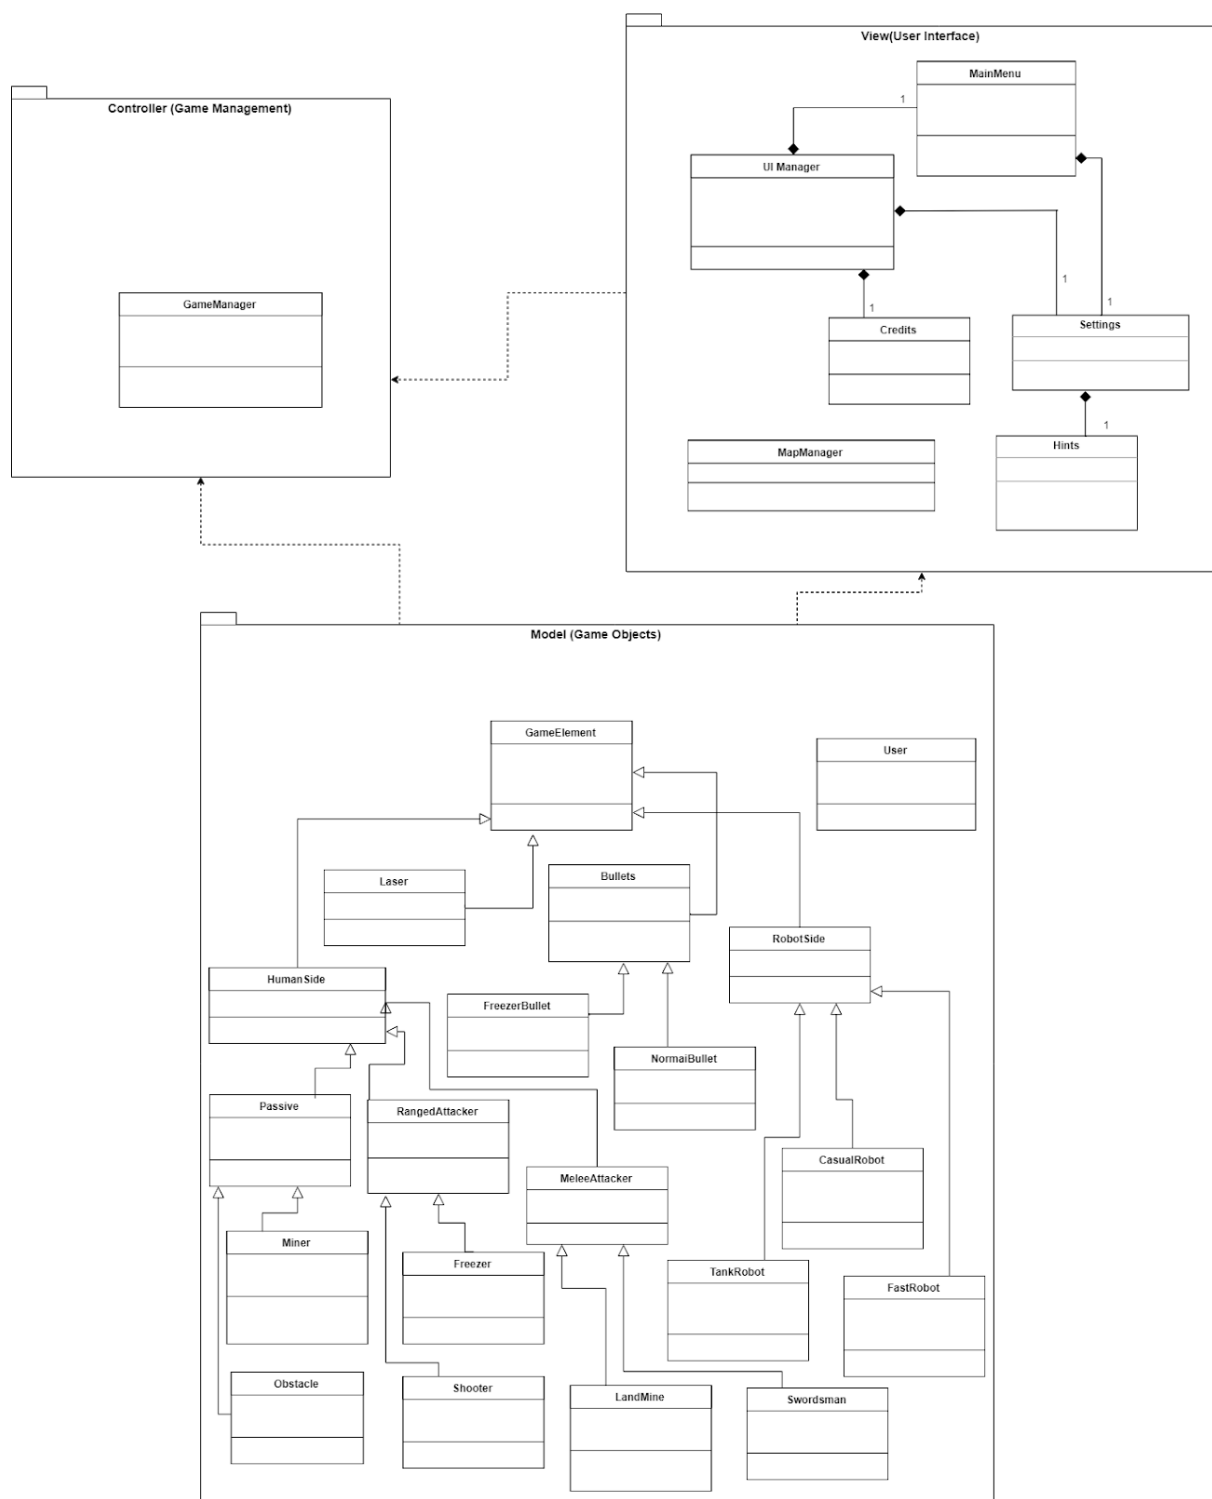 View(User Interface)
MainMenu
Controller (Game Management)
1
UI Manager
1
GameManager
1
1
Credits
Settings
1
MapManager
Hints
Model (Game Objects)
GameElement
User
Laser
Bullets
RobotSide
HumanSide
FreezerBullet
NormalBullet
Passive
RangedAttacker
CasualRobot
MeleeAttacker
Miner
Freezer
TankRobot
FastRobot
Obstacle
Shooter
LandMine
Swordsman